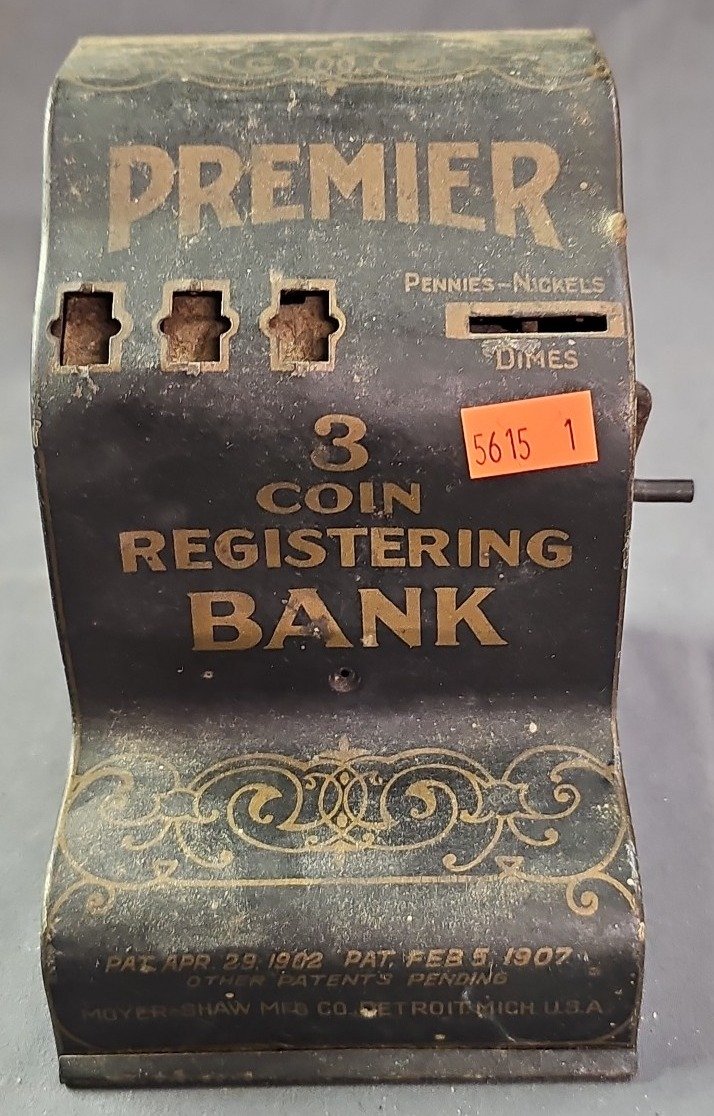 PREMIER
PENNIES-NICKELS
DIMES
5615 1
3
COIN
REGISTERING
BANK
PAT. APR. 29, 1902 PAT. FEB 5, 1907
OTHER PATENTS PENDING
MOYER-SHAW MFG CO. DETROIT, MICH. U.S.A.